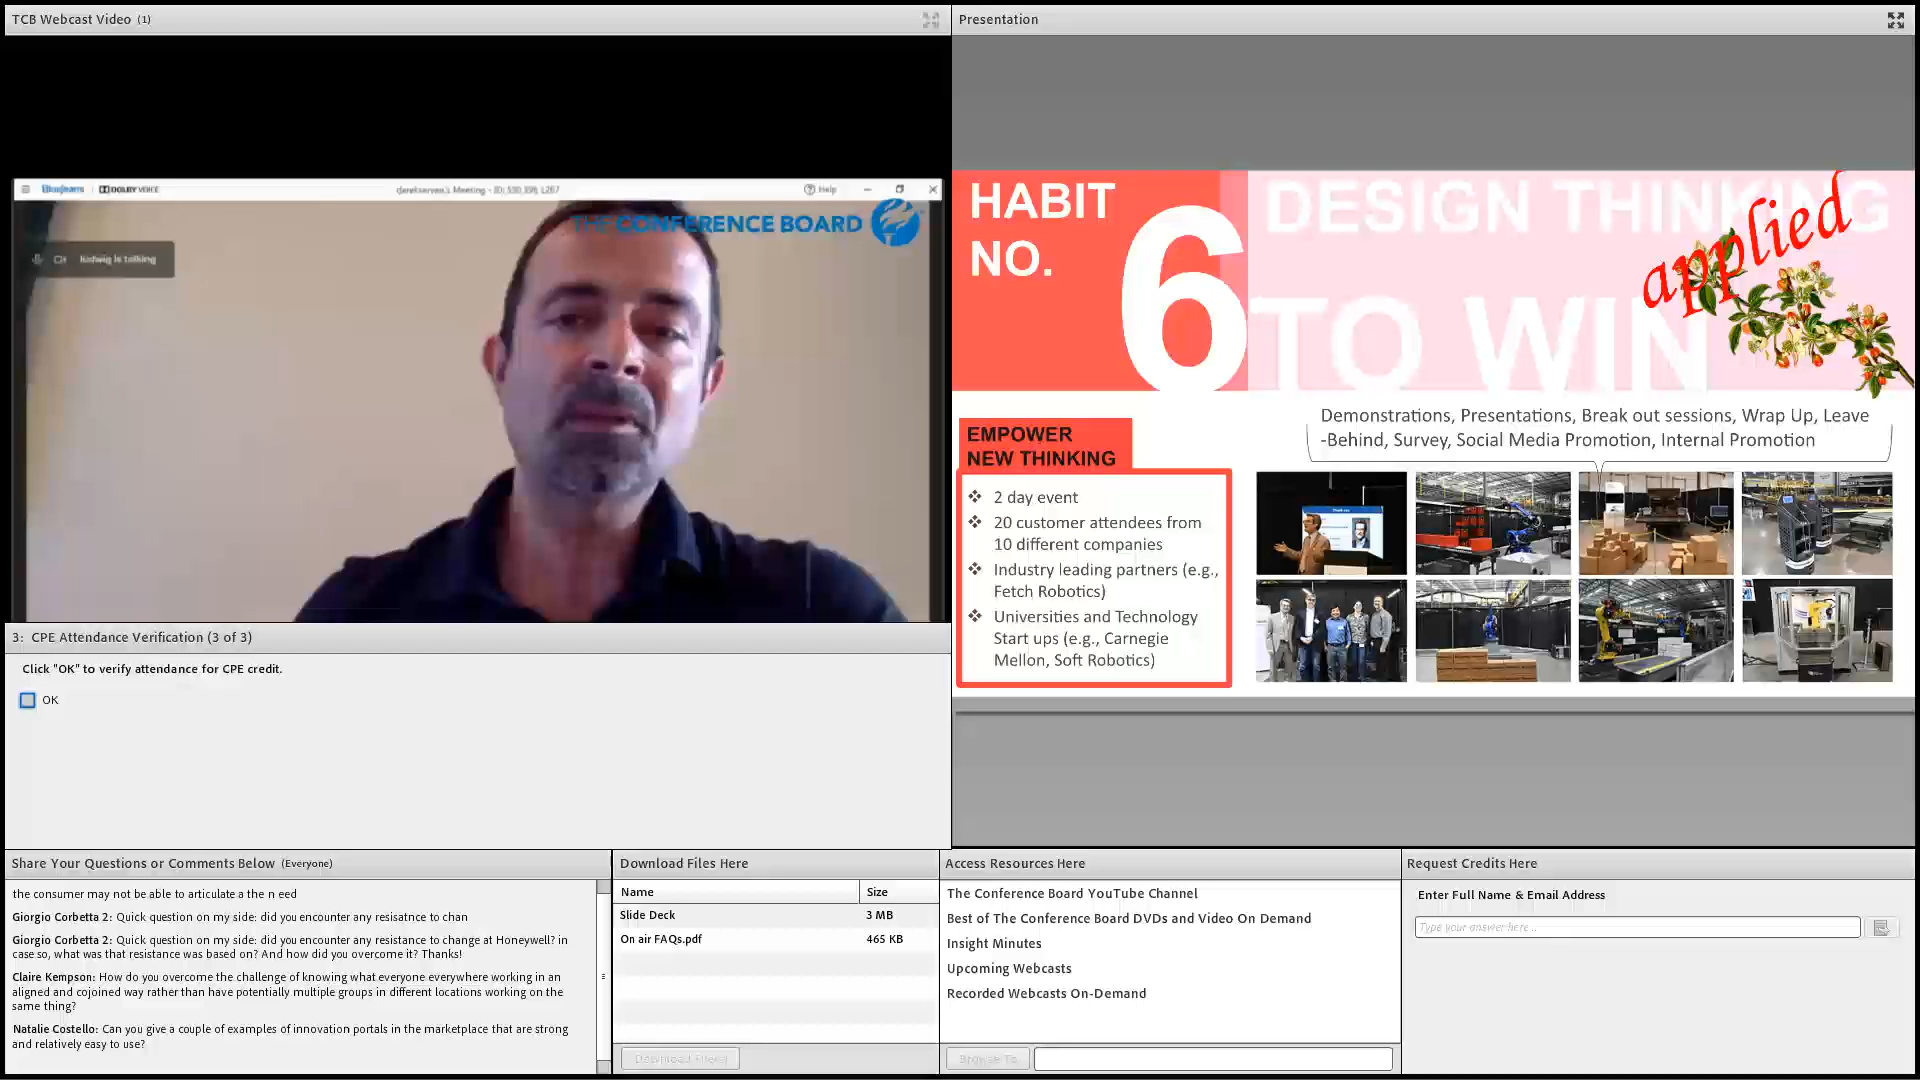 TCB Webcast Video (1)
BlueJeans | DOLBY VOICE
Help
THE CONFERENCE BOARD
ludwig is talking
3: CPE Attendance Verification (3 of 3)
Click "OK" to verify attendance for CPE credit.
OK
Presentation
HABIT
NO.
6
DESIGN THINKING
applied
TO WIN
EMPOWER
NEW THINKING
❖ 2 day event
❖ 20 customer attendees from
10 different companies
❖ Industry leading partners (e.g.,
Fetch Robotics)
❖ Universities and Technology
Start ups (e.g., Carnegie
Mellon, Soft Robotics)
Demonstrations, Presentations, Break out sessions, Wrap Up, Leave
-Behind, Survey, Social Media Promotion, Internal Promotion
Share Your Questions or Comments Below (Everyone)
the consumer may not be able to articulate a the n eed
Giorgio Corbetta 2: Quick question on my side: did you encounter any resisatnce to chan
Giorgio Corbetta 2: Quick question on my side: did you encounter any resistance to change at Honeywell? in
case so, what was that resistance was based on? And how did you overcome it? Thanks!
Claire Kempson: How do you overcome the challenge of knowing what everyone everywhere working in an
aligned and cojoined way rather than have potentially multiple groups in different locations working on the
same thing?
Natalie Costello: Can you give a couple of examples of innovation portals in the marketplace that are strong
and relatively easy to use?
Download Files Here
Name Size
Slide Deck 3 MB
On air FAQs.pdf 465 KB
Download File(s)
Access Resources Here
The Conference Board YouTube Channel
Best of The Conference Board DVDs and Video On Demand
Insight Minutes
Upcoming Webcasts
Recorded Webcasts On-Demand
Browse To
Request Credits Here
Enter Full Name & Email Address
Type your answer here ..